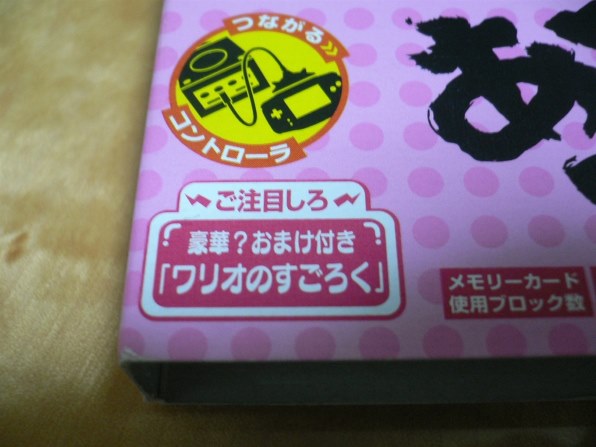 つながる
コントローラ
あ
ご注目しろ
豪華?おまけ付き
「ワリオのすごろく」
メモリーカード
使用ブロック数